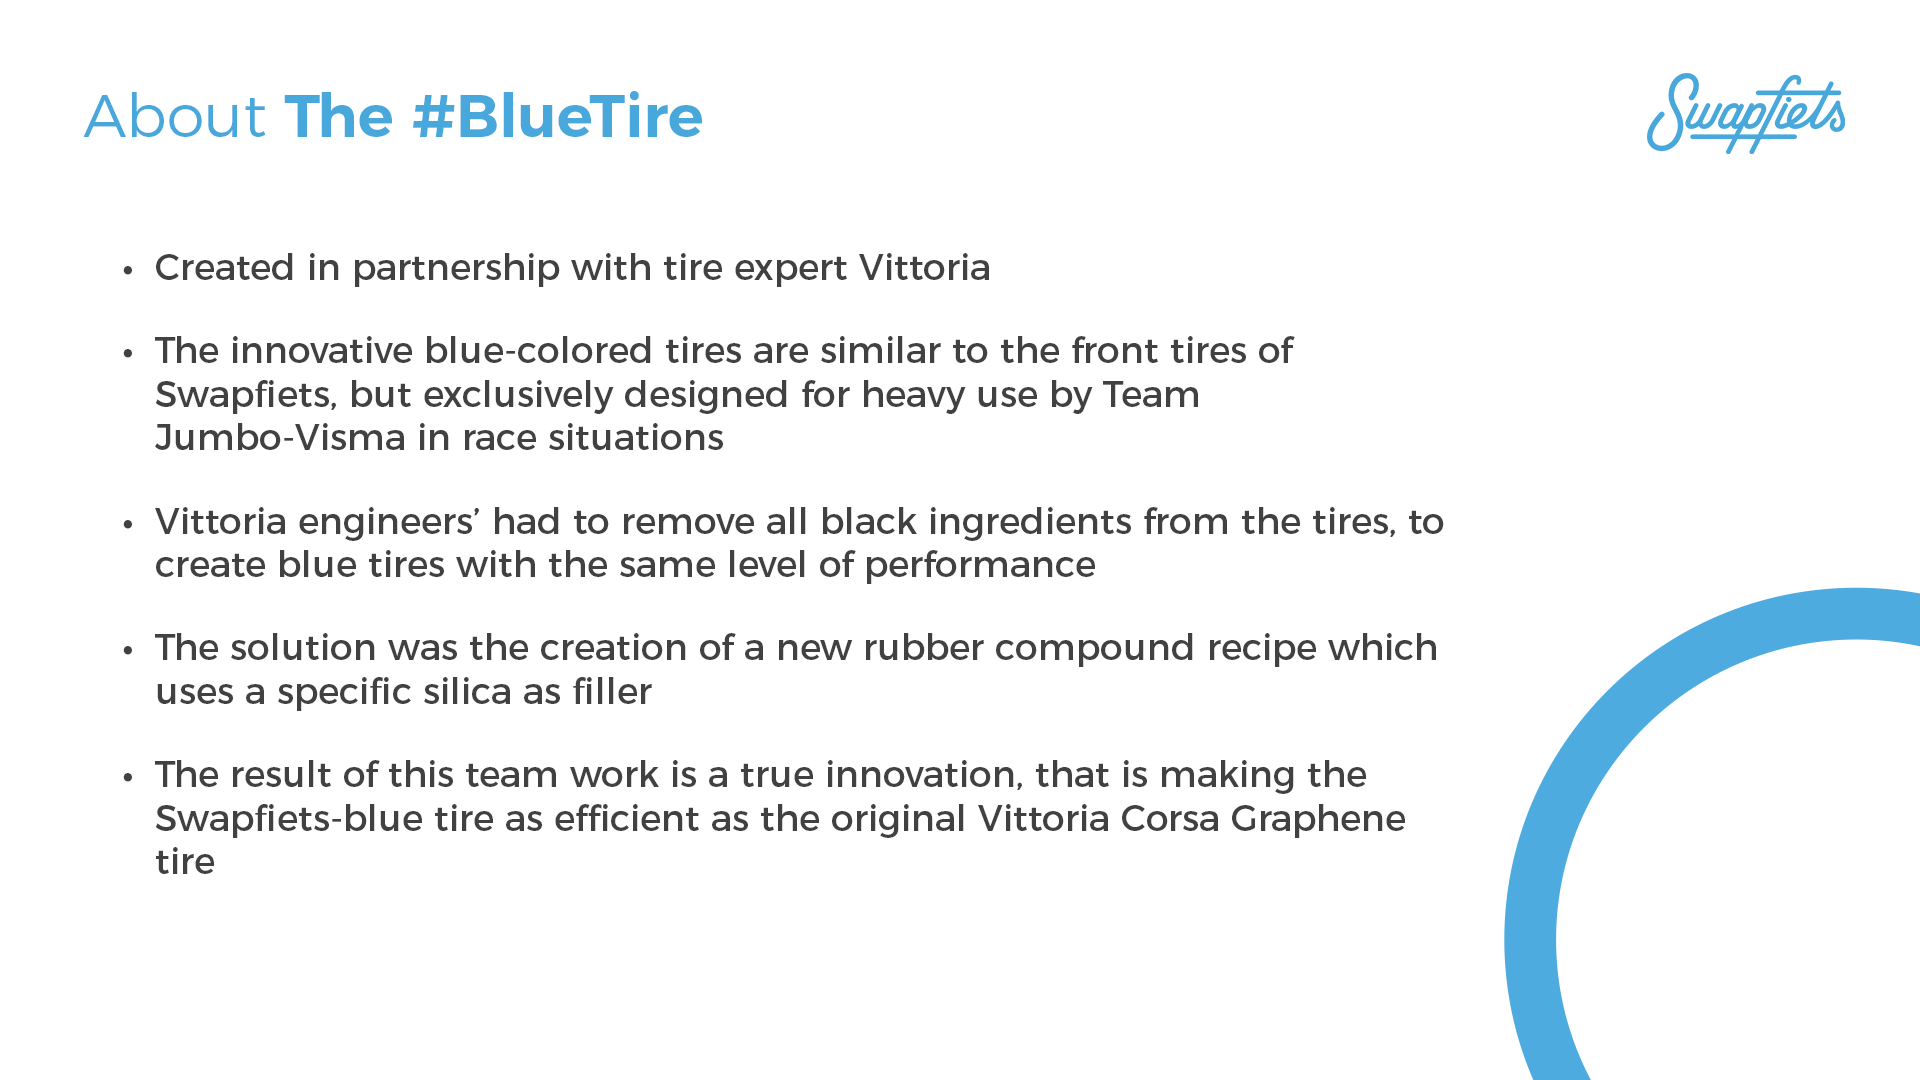 About The #BlueTire
Swapfiets
• Created in partnership with tire expert Vittoria
• The innovative blue-colored tires are similar to the front tires of
Swapfiets, but exclusively designed for heavy use by Team
Jumbo-Visma in race situations
• Vittoria engineers’ had to remove all black ingredients from the tires, to
create blue tires with the same level of performance
• The solution was the creation of a new rubber compound recipe which
uses a specific silica as filler
• The result of this team work is a true innovation, that is making the
Swapfiets-blue tire as efficient as the original Vittoria Corsa Graphene
tire